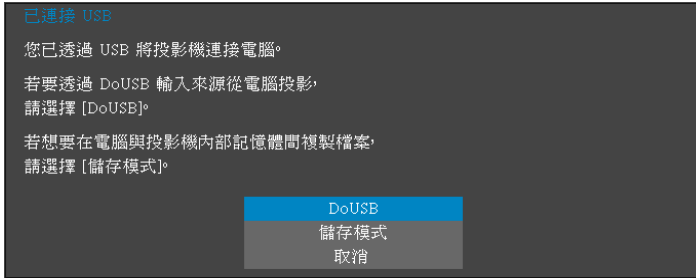 已連接 USB
您已透過 USB 將投影機連接電腦。
若要透過 DoUSB 輸入來源從電腦投影，
請選擇 [DoUSB]。
若想要在電腦與投影機內部記憶體間複製檔案，
請選擇 [儲存模式]。
DoUSB
儲存模式
取消